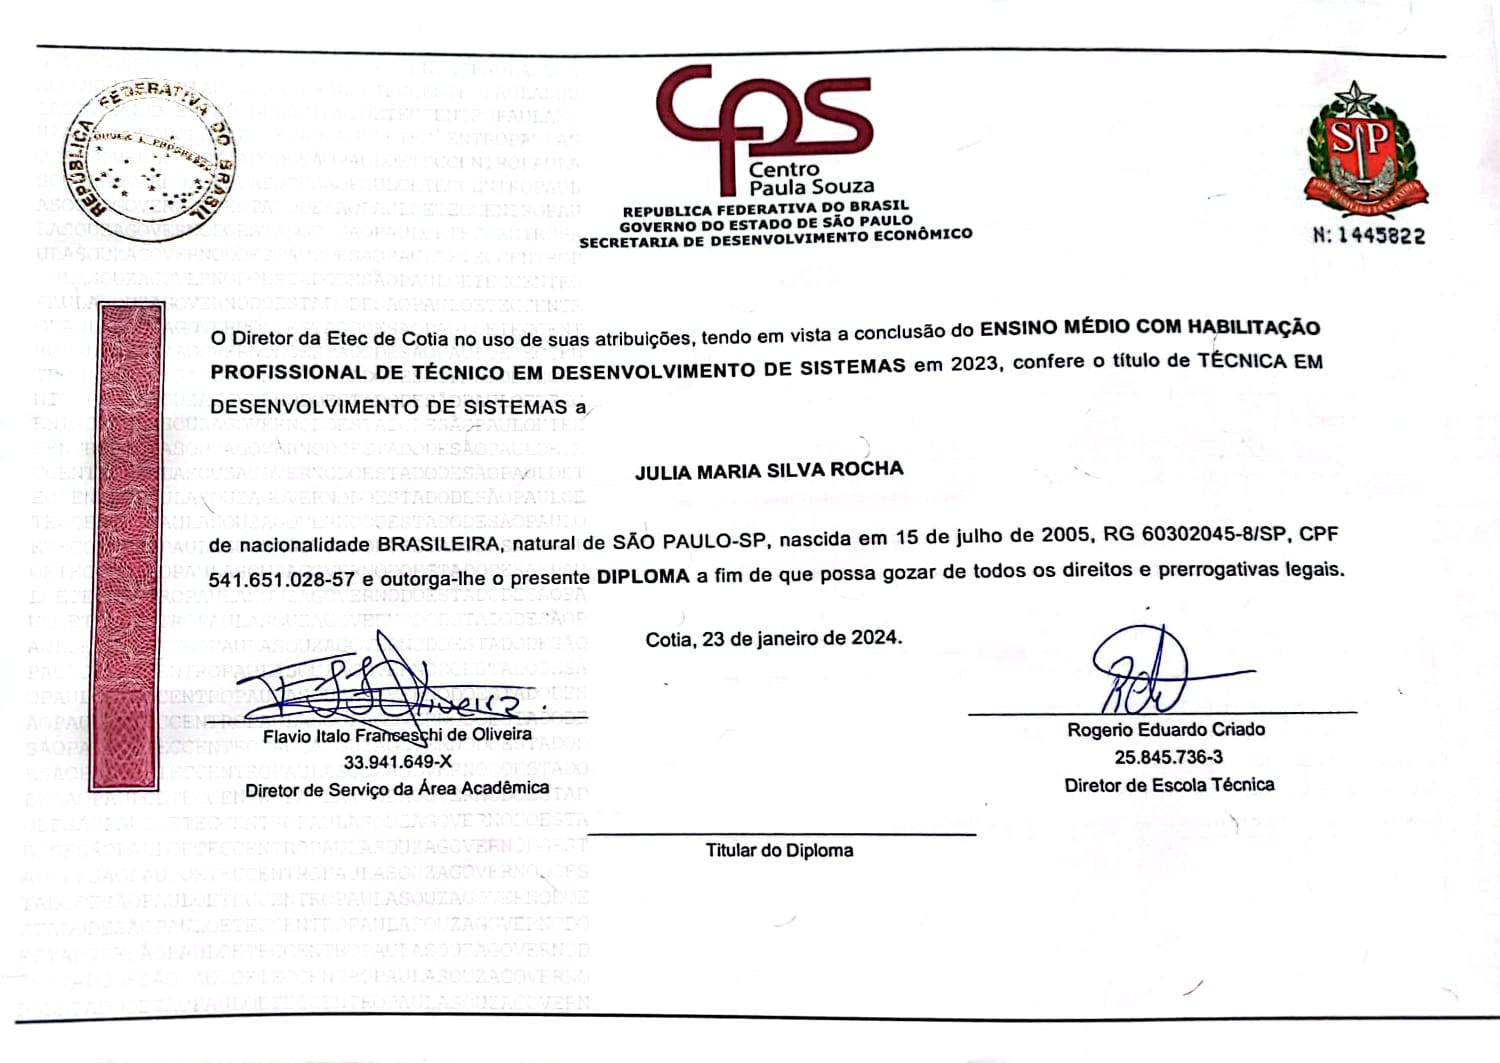 REPÚBLICA FEDERATIVA DO BRASIL
ORDEM E PROGRESSO
CPS
Centro
Paula Souza
REPUBLICA FEDERATIVA DO BRASIL
GOVERNO DO ESTADO DE SÃO PAULO
SECRETARIA DE DESENVOLVIMENTO ECONÔMICO
SP
N: 1445822
O Diretor da Etec de Cotia no uso de suas atribuições, tendo em vista a conclusão do ENSINO MÉDIO COM HABILITAÇÃO
PROFISSIONAL DE TÉCNICO EM DESENVOLVIMENTO DE SISTEMAS em 2023, confere o título de TÉCNICA EM
DESENVOLVIMENTO DE SISTEMAS a
JULIA MARIA SILVA ROCHA
de nacionalidade BRASILEIRA, natural de SÃO PAULO-SP, nascida em 15 de julho de 2005, RG 60302045-8/SP, CPF
541.651.028-57 e outorga-lhe o presente DIPLOMA a fim de que possa gozar de todos os direitos e prerrogativas legais.
Cotia, 23 de janeiro de 2024.
Flavio Italo Franceschi de Oliveira
33.941.649-X
Diretor de Serviço da Área Acadêmica
Rogerio Eduardo Criado
25.845.736-3
Diretor de Escola Técnica
Titular do Diploma